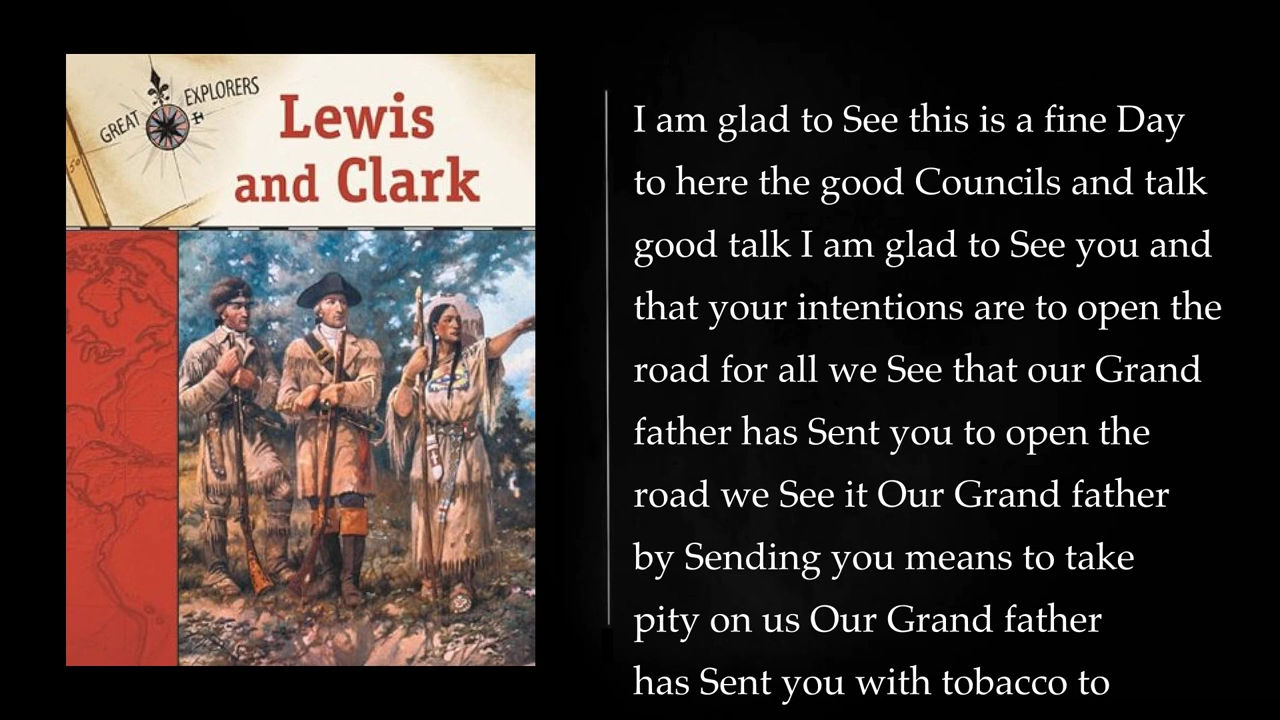 GREAT EXPLORERS
Lewis
and Clark
50
I am glad to See this is a fine Day
to here the good Councils and talk
good talk I am glad to See you and
that your intentions are to open the
road for all we See that our Grand
father has Sent you to open the
road we See it Our Grand father
by Sending you means to take
pity on us Our Grand father
has Sent you with tobacco to